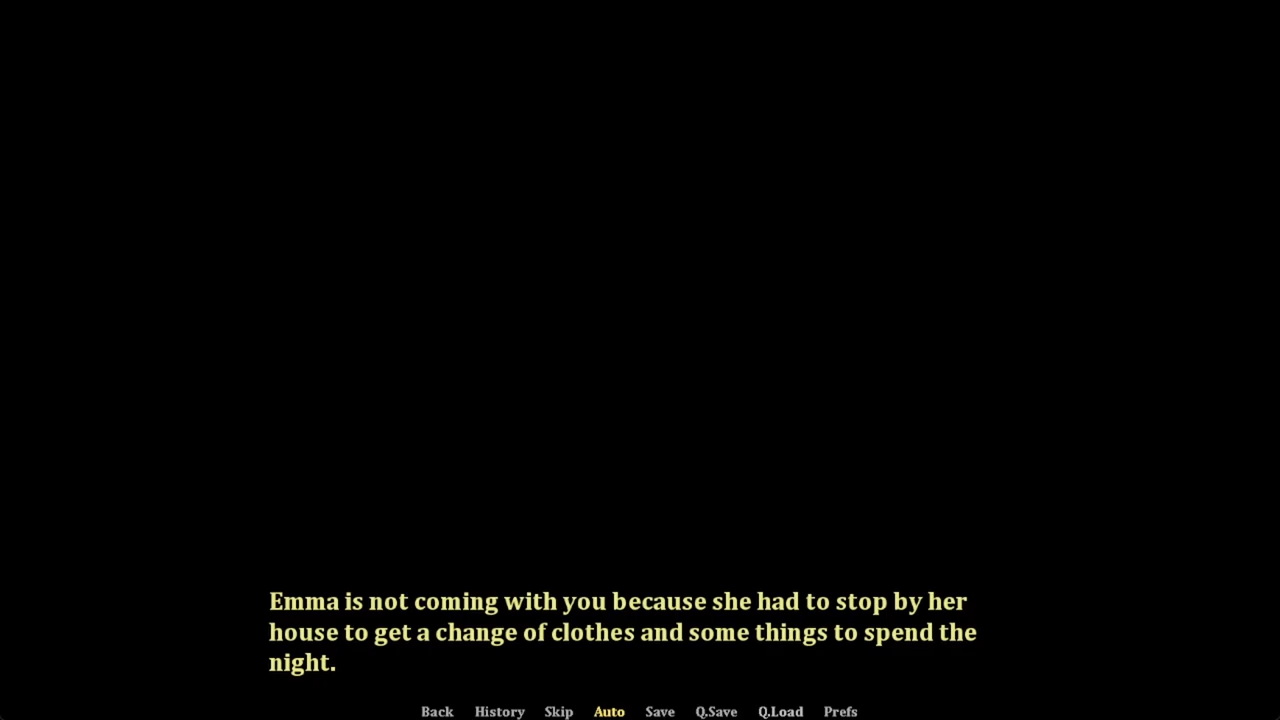 Emma is not coming with you because she had to stop by her
house to get a change of clothes and some things to spend the
night.
Back History Skip Auto Save Q.Save Q.Load Prefs